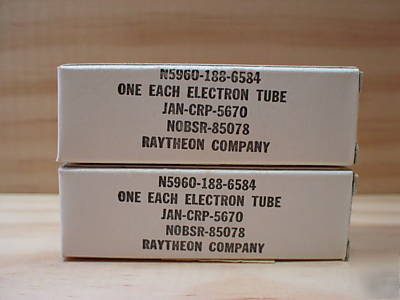 N5960-188-6584
ONE EACH ELECTRON TUBE
JAN-CRP-5670
NOBSR-85078
RAYTHEON COMPANY
N5960-188-6584
ONE EACH ELECTRON TUBE
JAN-CRP-5670
NOBSR-85078
RAYTHEON COMPANY